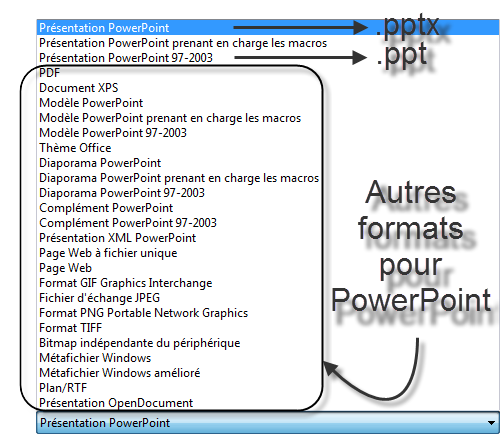 Présentation PowerPoint
.pptx
Présentation PowerPoint prenant en charge les macros
Présentation PowerPoint 97-2003
.ppt
PDF
Document XPS
Modèle PowerPoint
Modèle PowerPoint prenant en charge les macros
Modèle PowerPoint 97-2003
Thème Office
Diaporama PowerPoint
Diaporama PowerPoint prenant en charge les macros
Diaporama PowerPoint 97-2003
Complément PowerPoint
Complément PowerPoint 97-2003
Présentation XML PowerPoint
Page Web à fichier unique
Page Web
Format GIF Graphics Interchange
Fichier d'échange JPEG
Format PNG Portable Network Graphics
Format TIFF
Bitmap indépendante du périphérique
Métafichier Windows
Métafichier Windows amélioré
Plan/RTF
Présentation OpenDocument
Présentation PowerPoint
Autres
formats
pour
PowerPoint